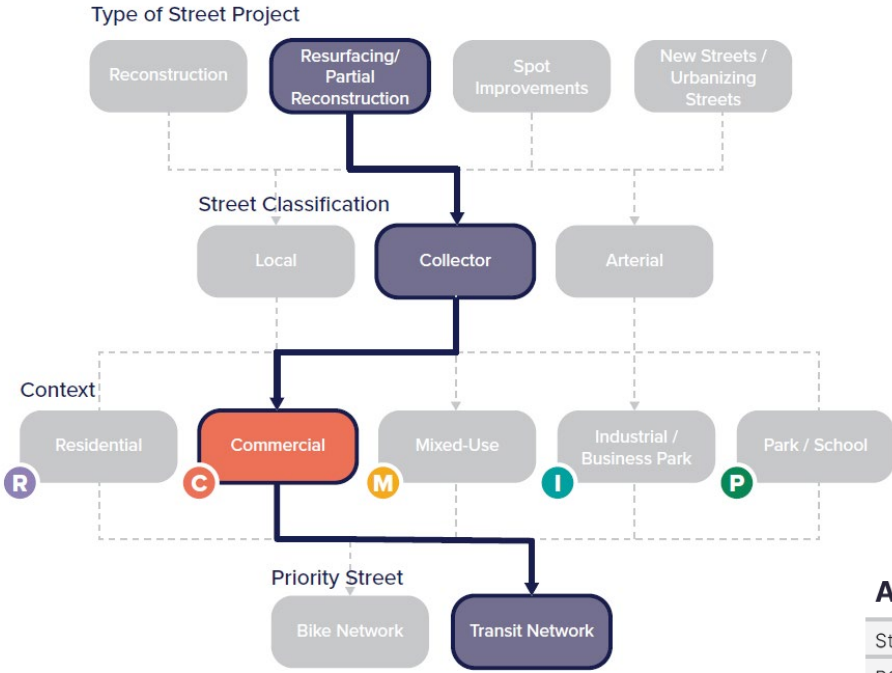 Type of Street Project
Reconstruction
Resurfacing/
Partial
Reconstruction
Spot
Improvements
New Streets /
Urbanizing
Streets
Street Classification
Local
Collector
Arterial
Context
Residential
Commercial
Mixed-Use
Industrial /
Business Park
Park / School
R
C
M
I
P
Priority Street
Bike Network
Transit Network
A
St